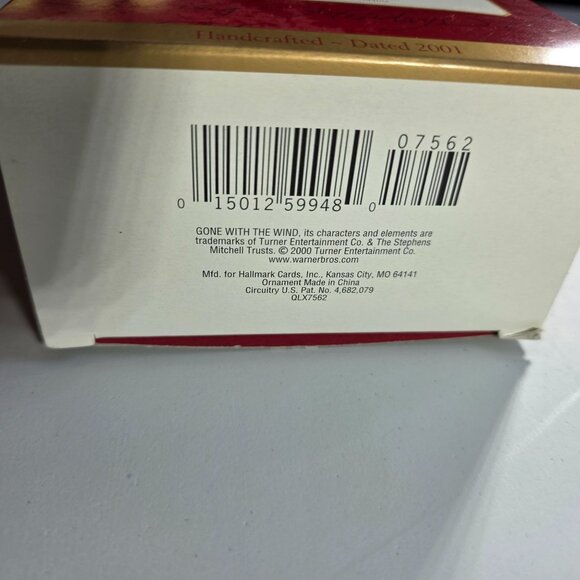 Handcrafted ~ Dated 2001
07562
0 15012 59948 0
GONE WITH THE WIND, its characters and elements are
trademarks of Turner Entertainment Co. & The Stephens
Mitchell Trusts. © 2000 Turner Entertainment Co.
www.warnerbros.com
Mfd. for Hallmark Cards, Inc., Kansas City, MO 64141
Ornament Made in China
Circuitry U.S. Pat. No. 4,682,079
QLX7562